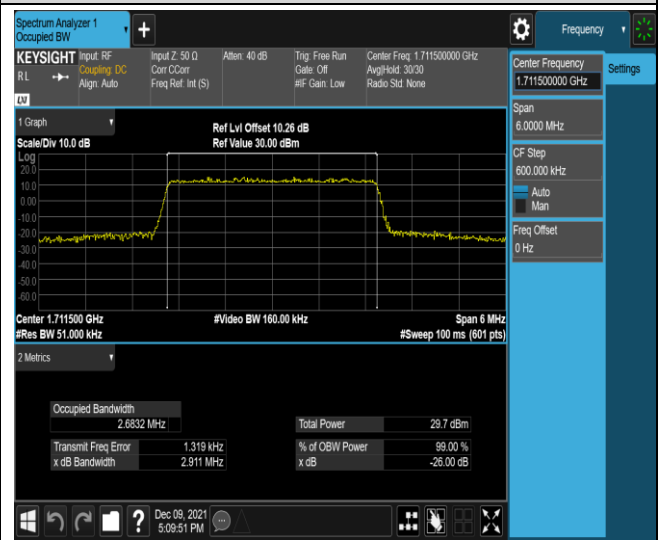 Spectrum Analyzer 1
Occupied BW
+
Frequency
KEYSIGHT
RL
LXI
Input: RF
Coupling: DC
Align: Auto
Input Z: 50 Ω
Corr CCorr
Freq Ref: Int (S)
Atten: 40 dB
Trig: Free Run
Gate: Off
#IF Gain: Low
Center Freq: 1.711500000 GHz
Avg|Hold: 30/30
Radio Std: None
Center Frequency
1.711500000 GHz
Settings
Span
6.0000 MHz
CF Step
600.000 kHz
Auto
Man
Freq Offset
0 Hz
1 Graph
Scale/Div 10.0 dB
Ref Lvl Offset 10.26 dB
Ref Value 30.00 dBm
Log
20.0
10.0
0.00
-10.0
-20.0
-30.0
-40.0
-50.0
-60.0
Center 1.711500 GHz
#Video BW 160.00 kHz
Span 6 MHz
#Res BW 51.000 kHz
#Sweep 100 ms (601 pts)
2 Metrics
Occupied Bandwidth
2.6832 MHz
Total Power 29.7 dBm
Transmit Freq Error 1.319 kHz
% of OBW Power 99.00 %
x dB Bandwidth 2.911 MHz
x dB -26.00 dB
?
Dec 09, 2021
5:09:51 PM